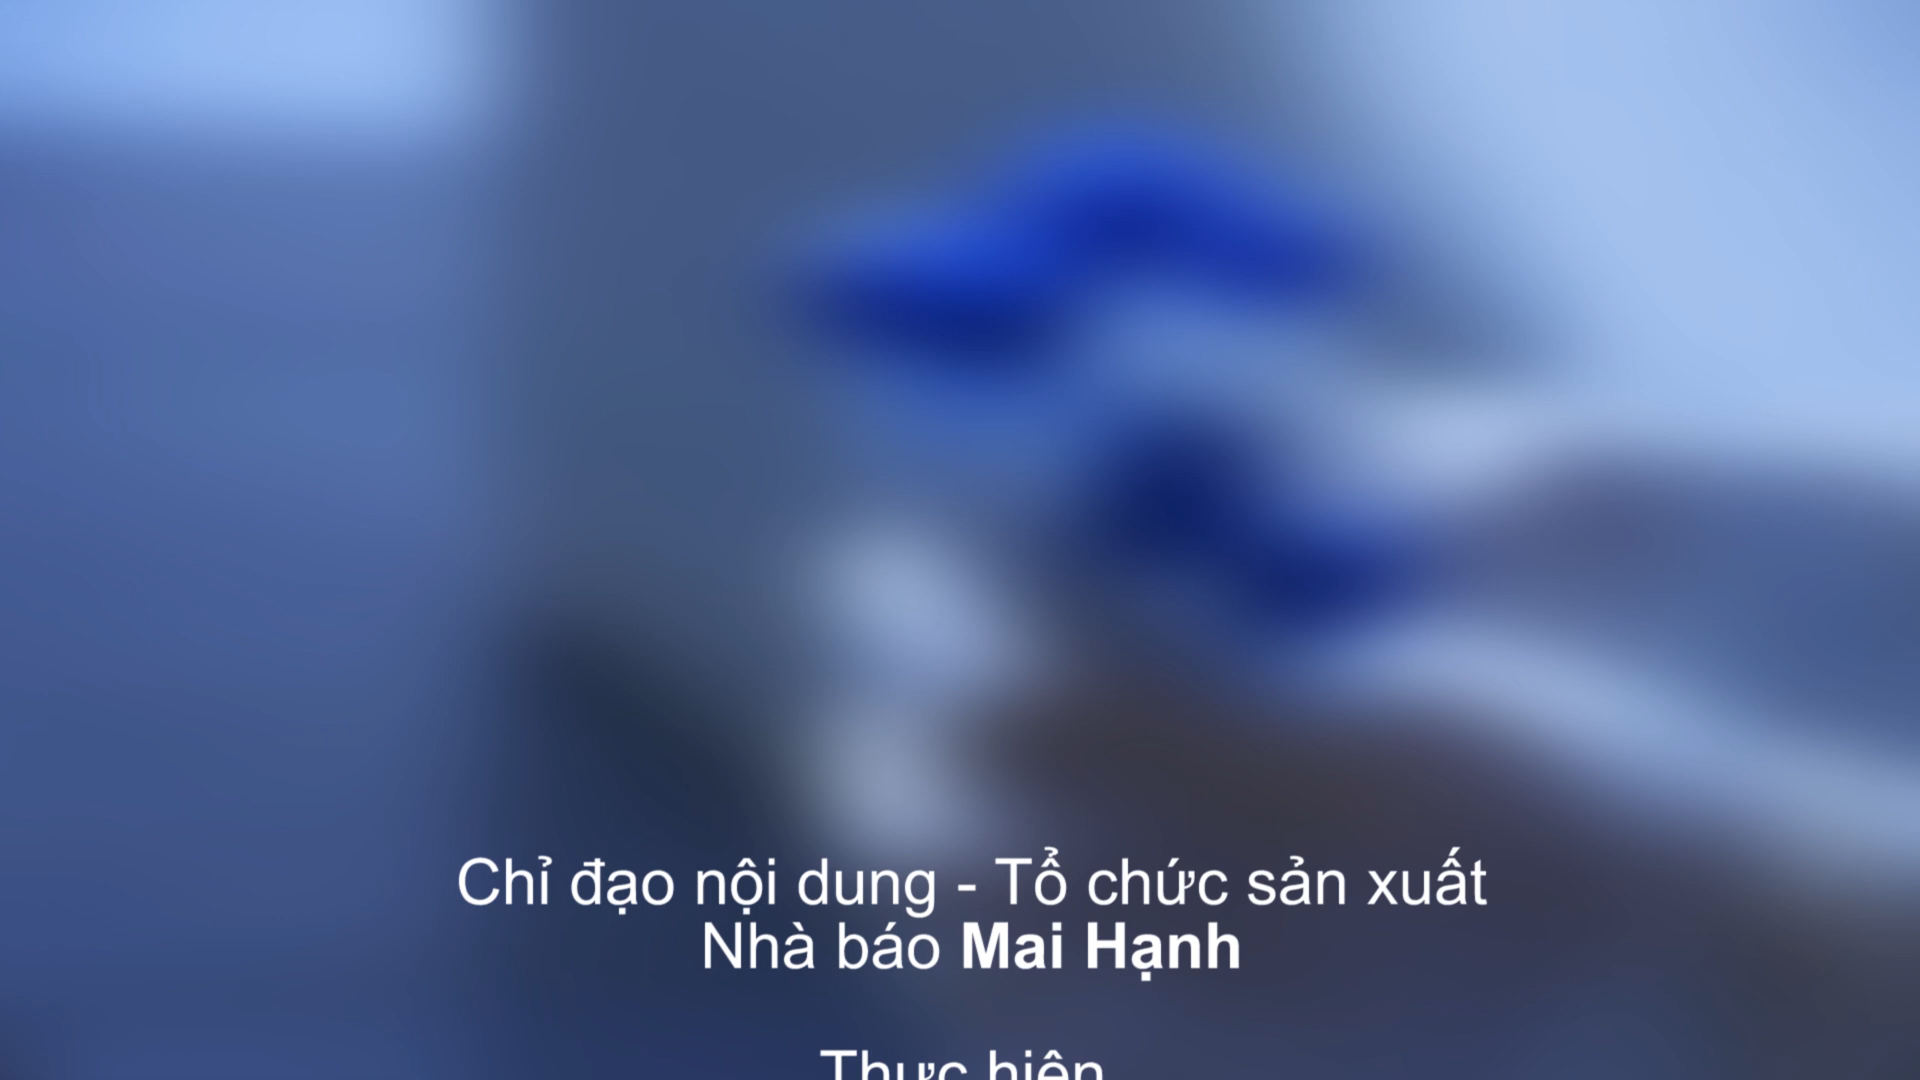 Chỉ đạo nội dung - Tổ chức sản xuất
Nhà báo Mai Hạnh
Thực hiện